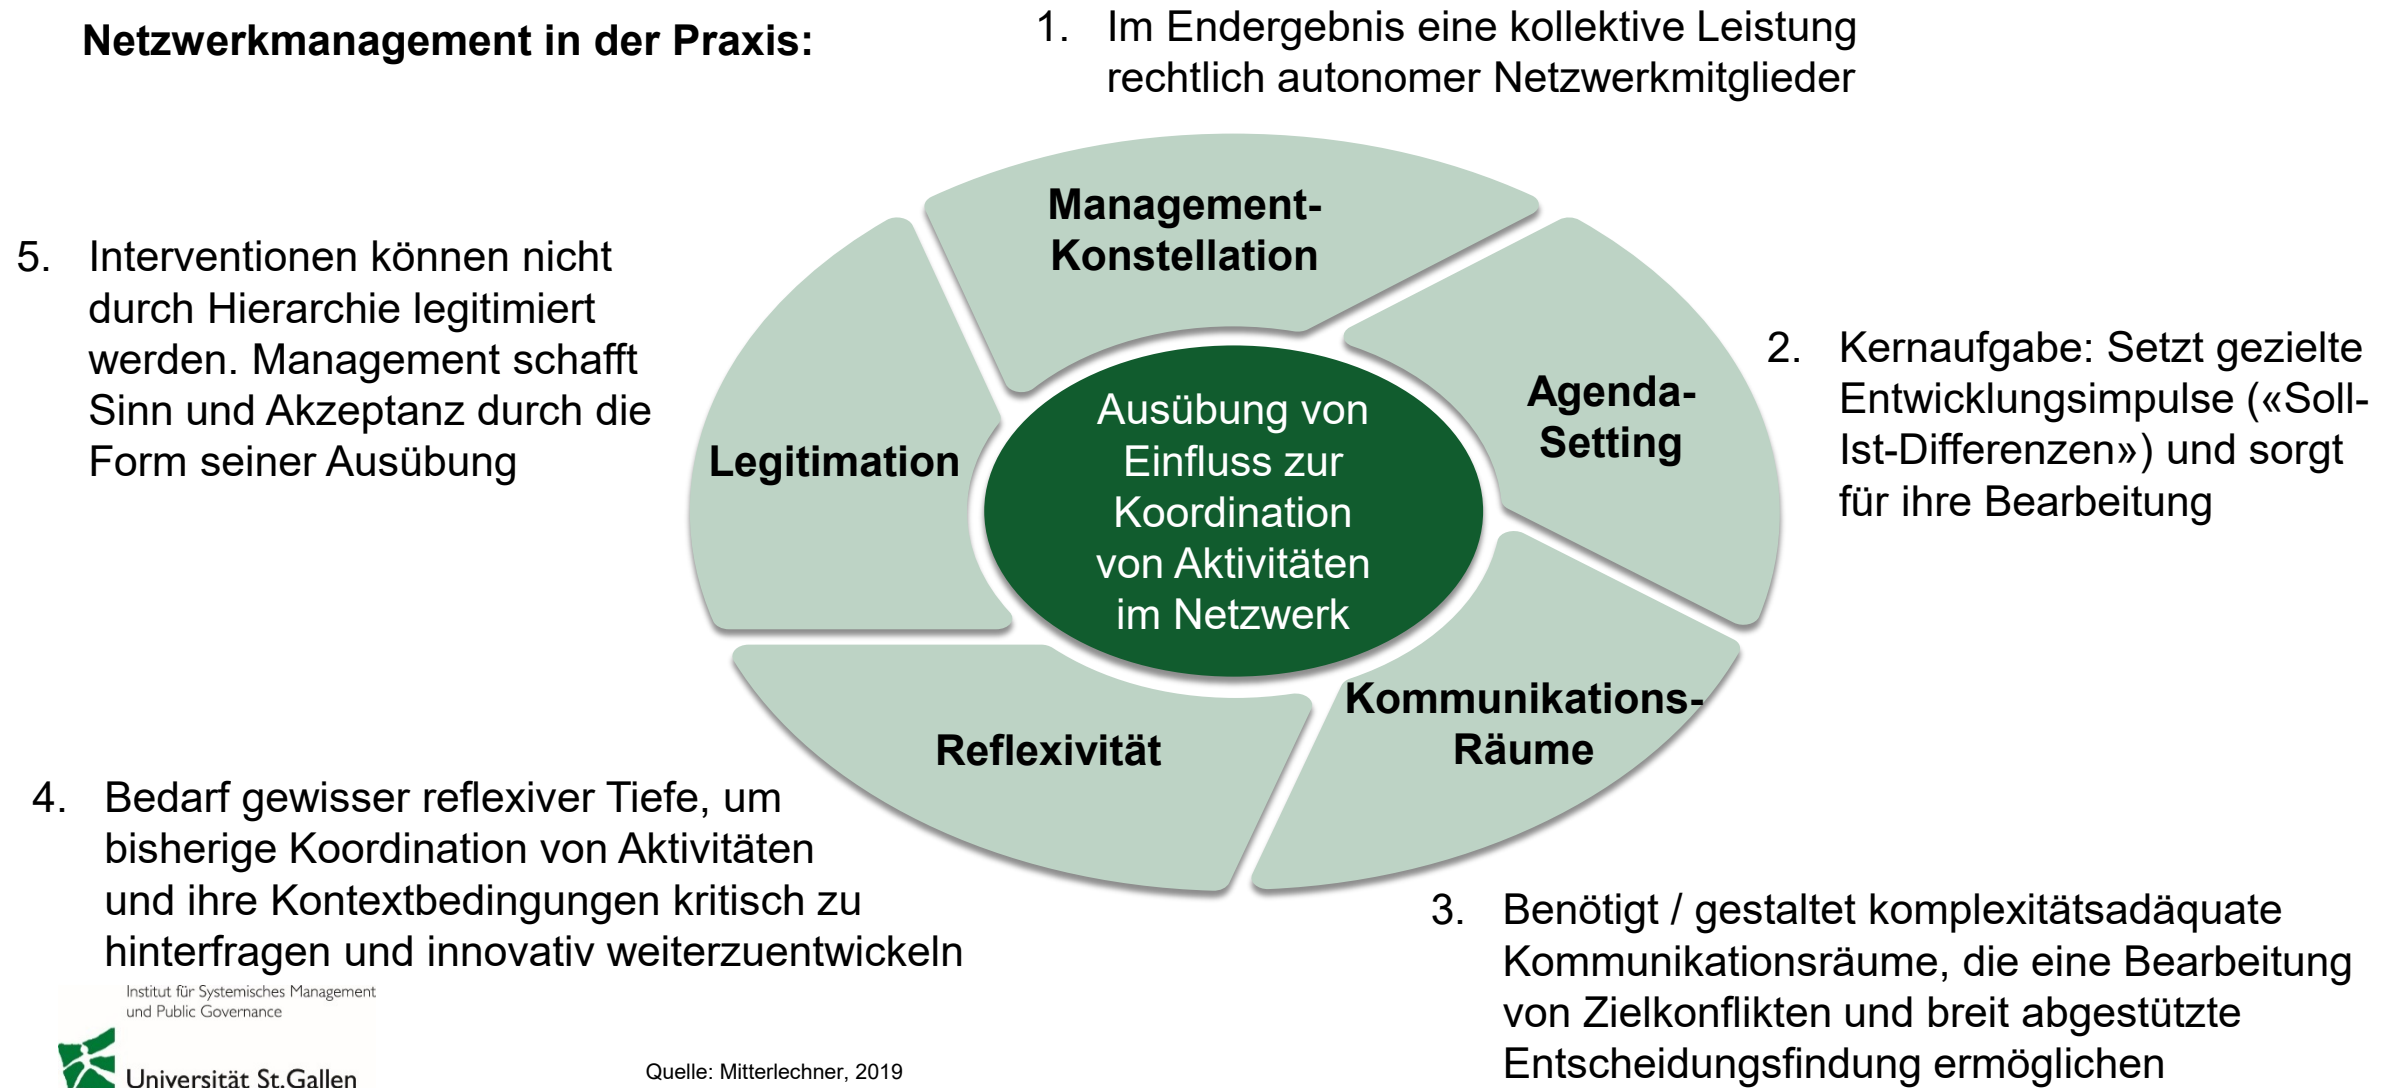 Netzwerkmanagement in der Praxis:
1. Im Endergebnis eine kollektive Leistung
rechtlich autonomer Netzwerkmitglieder
Management-
Konstellation
Agenda-
Setting
2. Kernaufgabe: Setzt gezielte
Entwicklungsimpulse («Soll-
Ist-Differenzen») und sorgt
für ihre Bearbeitung
Kommunikations-
Räume
3. Benötigt / gestaltet komplexitätsadäquate
Kommunikationsräume, die eine Bearbeitung
von Zielkonflikten und breit abgestützte
Entscheidungsfindung ermöglichen
Reflexivität
4. Bedarf gewisser reflexiver Tiefe, um
bisherige Koordination von Aktivitäten
und ihre Kontextbedingungen kritisch zu
hinterfragen und innovativ weiterzuentwickeln
Legitimation
5. Interventionen können nicht
durch Hierarchie legitimiert
werden. Management schafft
Sinn und Akzeptanz durch die
Form seiner Ausübung
Ausübung von
Einfluss zur
Koordination
von Aktivitäten
im Netzwerk
Institut für Systemisches Management
und Public Governance
Universität St.Gallen
Quelle: Mitterlechner, 2019